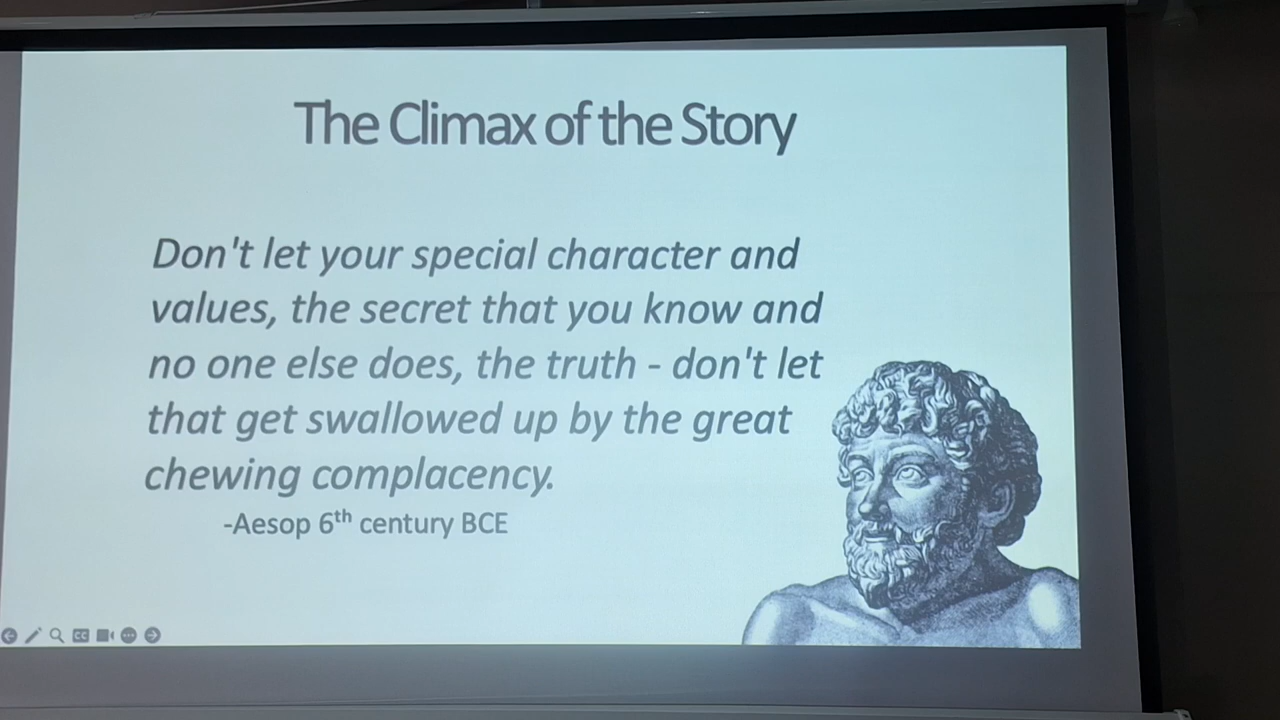 The Climax of the Story
Don't let your special character and
values, the secret that you know and
no one else does, the truth - don't let
that get swallowed up by the great
chewing complacency.
-Aesop 6th century BCE
CC